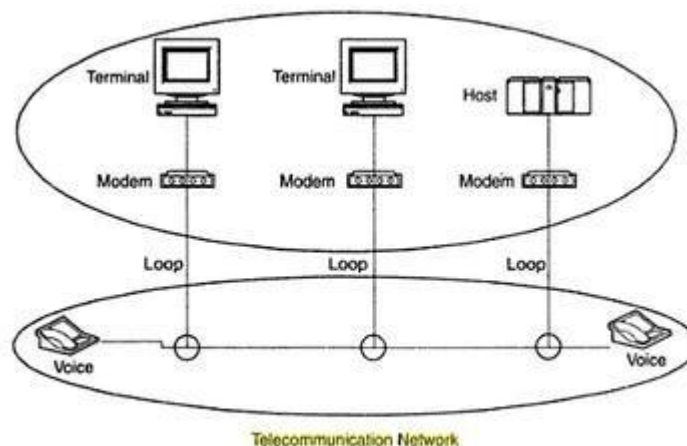 Terminal
Terminal
Host
Modem
Modem
Modem
Loop
Loop
Loop
Voice
Voice
Telecommunication Network